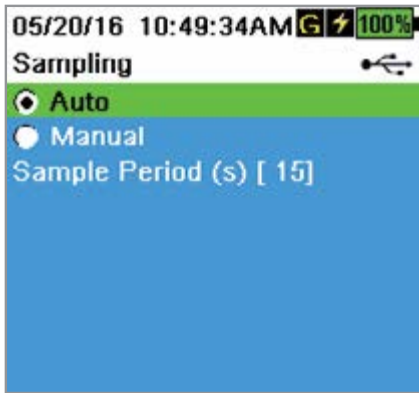 05/20/16 10:49:34AM G 100%
Sampling
Auto
Manual
Sample Period (s) [ 15]